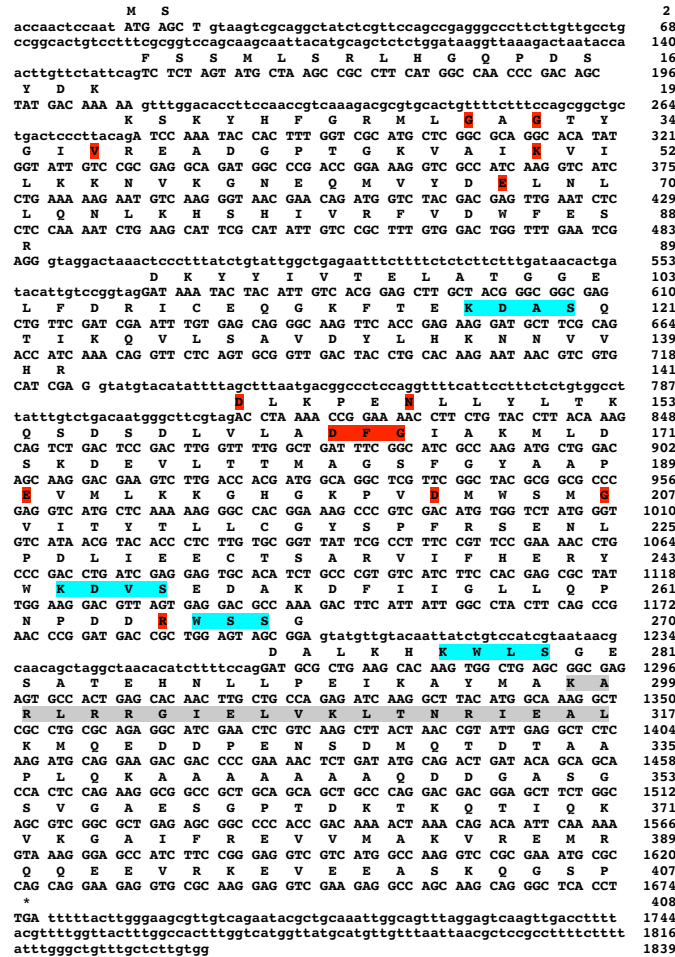 M S 2
accaactccaat ATG AGC T gtaagtcgcaggctatctcgttccagccgagggcccttcttgttgcctg 68
ccggcactgtcctttcgcggtccagcaagcaattacatgcagctctctggataaggttaaagactaatacca 140
F S S M L S R L H G Q P D S 16
acttgttctattcagTC TCT AGT ATG CTA AGC CGC CTT CAT GGC CAA CCC GAC AGC 196
Y D K
TAT GAC AAA AA gtttggacaccttccaaccgtcaaagacgcgtgcactgttttctttccagcggctgc 264
K S K Y H F G R M L G A G T Y 34
tgactcccttacagA TCC AAA TAC CAC TTT GGT CGC ATG CTC GGC GCA GGC ACA TAT 321
G I V R E A D G P T G K V A I K V I 52
GGT ATT GTC CGC GAG GCA GAT GGC CCG ACC GGA AAG GTC GCC ATC AAG GTC ATC 375
L K K N V K G N E Q M V Y D E L N L 70
CTG AAA AAG AAT GTC AAG GGT AAC GAA CAG ATG GTC TAC GAC GAG TTG AAT CTC 429
L Q N L K H S H I V R F V D W F E S 88
CTC CAA AAT CTG AAG CAT TCG CAT ATT GTC CGC TTT GTG GAC TGG TTT GAA TCG 483
R 89
AGG gtaggactaaactccctttatctgtattggctgagaatttcttttctctcttctttgataacactga 553
D K Y Y I V T E L A T G G E 103
tacattgtccggtagGAT AAA TAC TAC ATT GTC ACG GAG CTT GCT ACG GGC GGC GAG 610
L F D R I C E Q G K F T E K D A S Q 121
CTG TTC GAT CGA ATT TGT GAG CAG GGC AAG TTC ACC GAG AAG GAT GCT TCG CAG 664
T I K Q V L S A V D Y L H K N N V V 139
ACC ATC AAA CAG GTT CTC AGT GCG GTT GAC TAC CTG CAC AAG AAT AAC GTC GTG 718
H R 141
CAT CGA G gtatgtacatattttagctttaatgacggccctccaggttttcattcctttctctgtggcct 787
D L K P E N L L Y L T K 153
tatttgtctgacaatgggcttcgtagAC CTA AAA CCG GAA AAC CTT CTG TAC CTT ACA AAG 848
Q S D S D L V L A D F G I A K M L D 171
CAG TCT GAC TCC GAC TTG GTT TTG GCT GAT TTC GGC ATC GCC AAG ATG CTG GAC 902
S K D E V L T T M A G S F G Y A A P 189
AGC AAG GAC GAA GTC TTG ACC ACG ATG GCA GGC TCG TTC GGC TAC GCG GCG CCC
E V M L K K G H G K P V D M W S M G 207
GAG GTC ATG CTC AAA AAG GGC CAC GGA AAG CCC GTC GAC ATG TGG TCT ATG GGT 1010
V I T Y T L L C G Y S P F R S E N L 225
GTC ATA ACG TAC ACC CTC TTG TGC GGT TAT TCG CCT TTC CGT TCC GAA AAC CTG 1064
P D L I E E C T S A R V I F H E R Y 243
CCC GAC CTG ATC GAG GAG TGC ACA TCT GCC CGT GTC ATC TTC CAC GAG CGC TAT 1118
W K D V S E D A K D F I I G L L Q P 261
TGG AAG GAC GTT AGT GAG GAC GCC AAA GAC TTC ATT ATT GGC CTA CTT CAG CCG 1172
N P D D R W S S G 270
AAC CCG GAT GAC CGC TGG AGT AGC GGA gtatgttgtacaattatctgtccatcgtaataacg 1234
D A L K H K W L S G E 281
caacagctaggctaacacatcttttccagGAT GCG CTG AAG CAC AAG TGG CTG AGC GGC GAG 1296
S A T E H N L L P E I K A Y M A K A 299
AGT GCC ACT GAG CAC AAC TTG CTG CCA GAG ATC AAG GCT TAC ATG GCA AAG GCT 1350
R L R R G I E L V K L T N R I E A L 317
CGC CTG CGC AGA GGC ATC GAA CTC GTC AAG CTT ACT AAC CGT ATT GAG GCT CTC 1404
K M Q E D D P E N S D M Q T D T A A 335
AAG ATG CAG GAA GAC GAC CCC GAA AAC TCT GAT ATG CAG ACT GAT ACA GCA GCA 1458
P L Q K A A A A A A Q D D G A S G 353
CCA CTC CAG AAG GCG GCC GCT GCA GCA GCT GCC CAG GAC GAC GGA GCT TCT GGC 1512
S V G A E S G P T D K T K Q T I Q K 371
AGC GTC GGC GCT GAG AGC GGC CCC ACC GAC AAA ACT AAA CAG ACA ATT CAA AAA 1566
V K G A I F R E V V M A K V R E M R 389
GTA AAG GGA GCC ATC TTC CGG GAG GTC GTC ATG GCC AAG GTC CGC GAA ATG CGC 1620
Q Q E E V R K E V E E A S K Q G S P 407
CAG CAG GAA GAG GTG CGC AAG GAG GTC GAA GAG GCC AGC AAG CAG GGC TCA CCT 1674
* 408
TGA tttttacttgggaagcgttgtcagaatacgctgcaaattggcagtttaggagtcaagttgacctttt 1744
acgttttggttactttggccactttggtcatggttatgcatgttgtttaattaacgctccgccttttctttt 1816
atttgggctgtttgctcttgtgg 1839